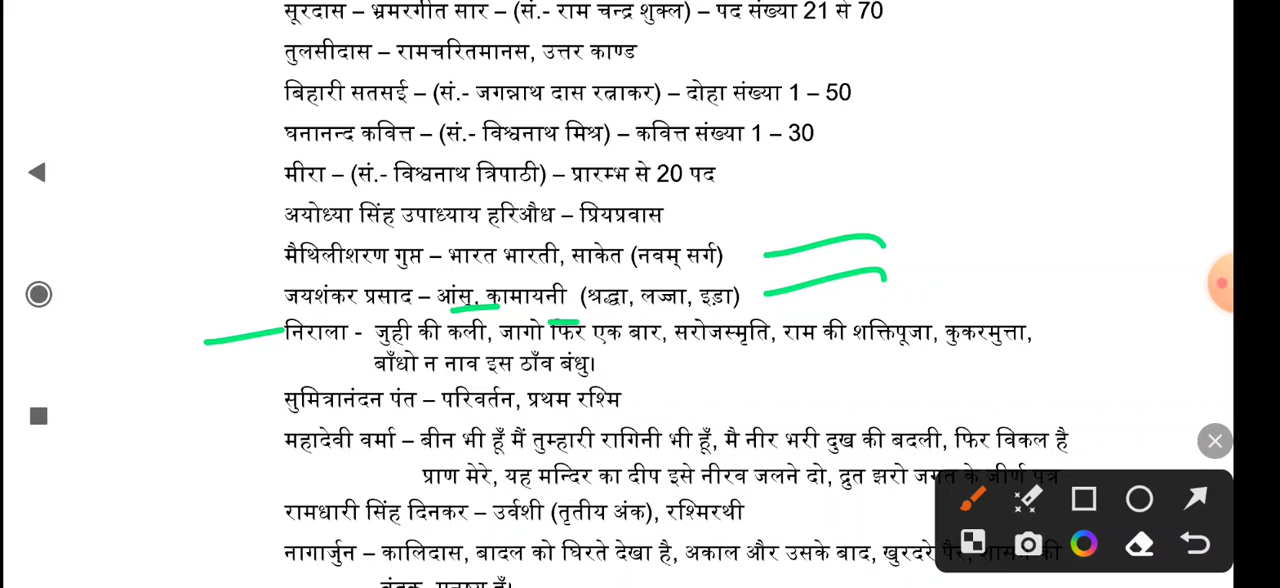 सूरदास – भ्रमरगीत सार – (सं.- राम चन्द्र शुक्ल) – पद संख्या 21 से 70
तुलसीदास – रामचरितमानस, उत्तर काण्ड
बिहारी सतसई – (सं.- जगन्नाथ दास रत्नाकर) – दोहा संख्या 1 – 50
घनानन्द कवित्त – (सं.- विश्वनाथ मिश्र) – कवित्त संख्या 1 – 30
मीरा – (सं.- विश्वनाथ त्रिपाठी) – प्रारम्भ से 20 पद
अयोध्या सिंह उपाध्याय हरिऔध – प्रियप्रवास
मैथिलीशरण गुप्त – भारत भारती, साकेत (नवम् सर्ग)
जयशंकर प्रसाद – आंसू, कामायनी (श्रद्धा, लज्जा, इड़ा)
निराला - जुही की कली, जागो फिर एक बार, सरोजस्मृति, राम की शक्तिपूजा, कुकरमुत्ता,
बाँधो न नाव इस ठाँव बंधु।
सुमित्रानंदन पंत – परिवर्तन, प्रथम रश्मि
महादेवी वर्मा – बीन भी हूँ मैं तुम्हारी रागिनी भी हूँ, मै नीर भरी दुख की बदली, फिर विकल है
प्राण मेरे, यह मन्दिर का दीप इसे नीरव जलने दो, द्रुत झरो जगत के जीर्ण पत्र
रामधारी सिंह दिनकर – उर्वशी (तृतीय अंक), रश्मिरथी
नागार्जुन – कालिदास, बादल को घिरते देखा है, अकाल और उसके बाद, खुरदरे पैर, शासन की